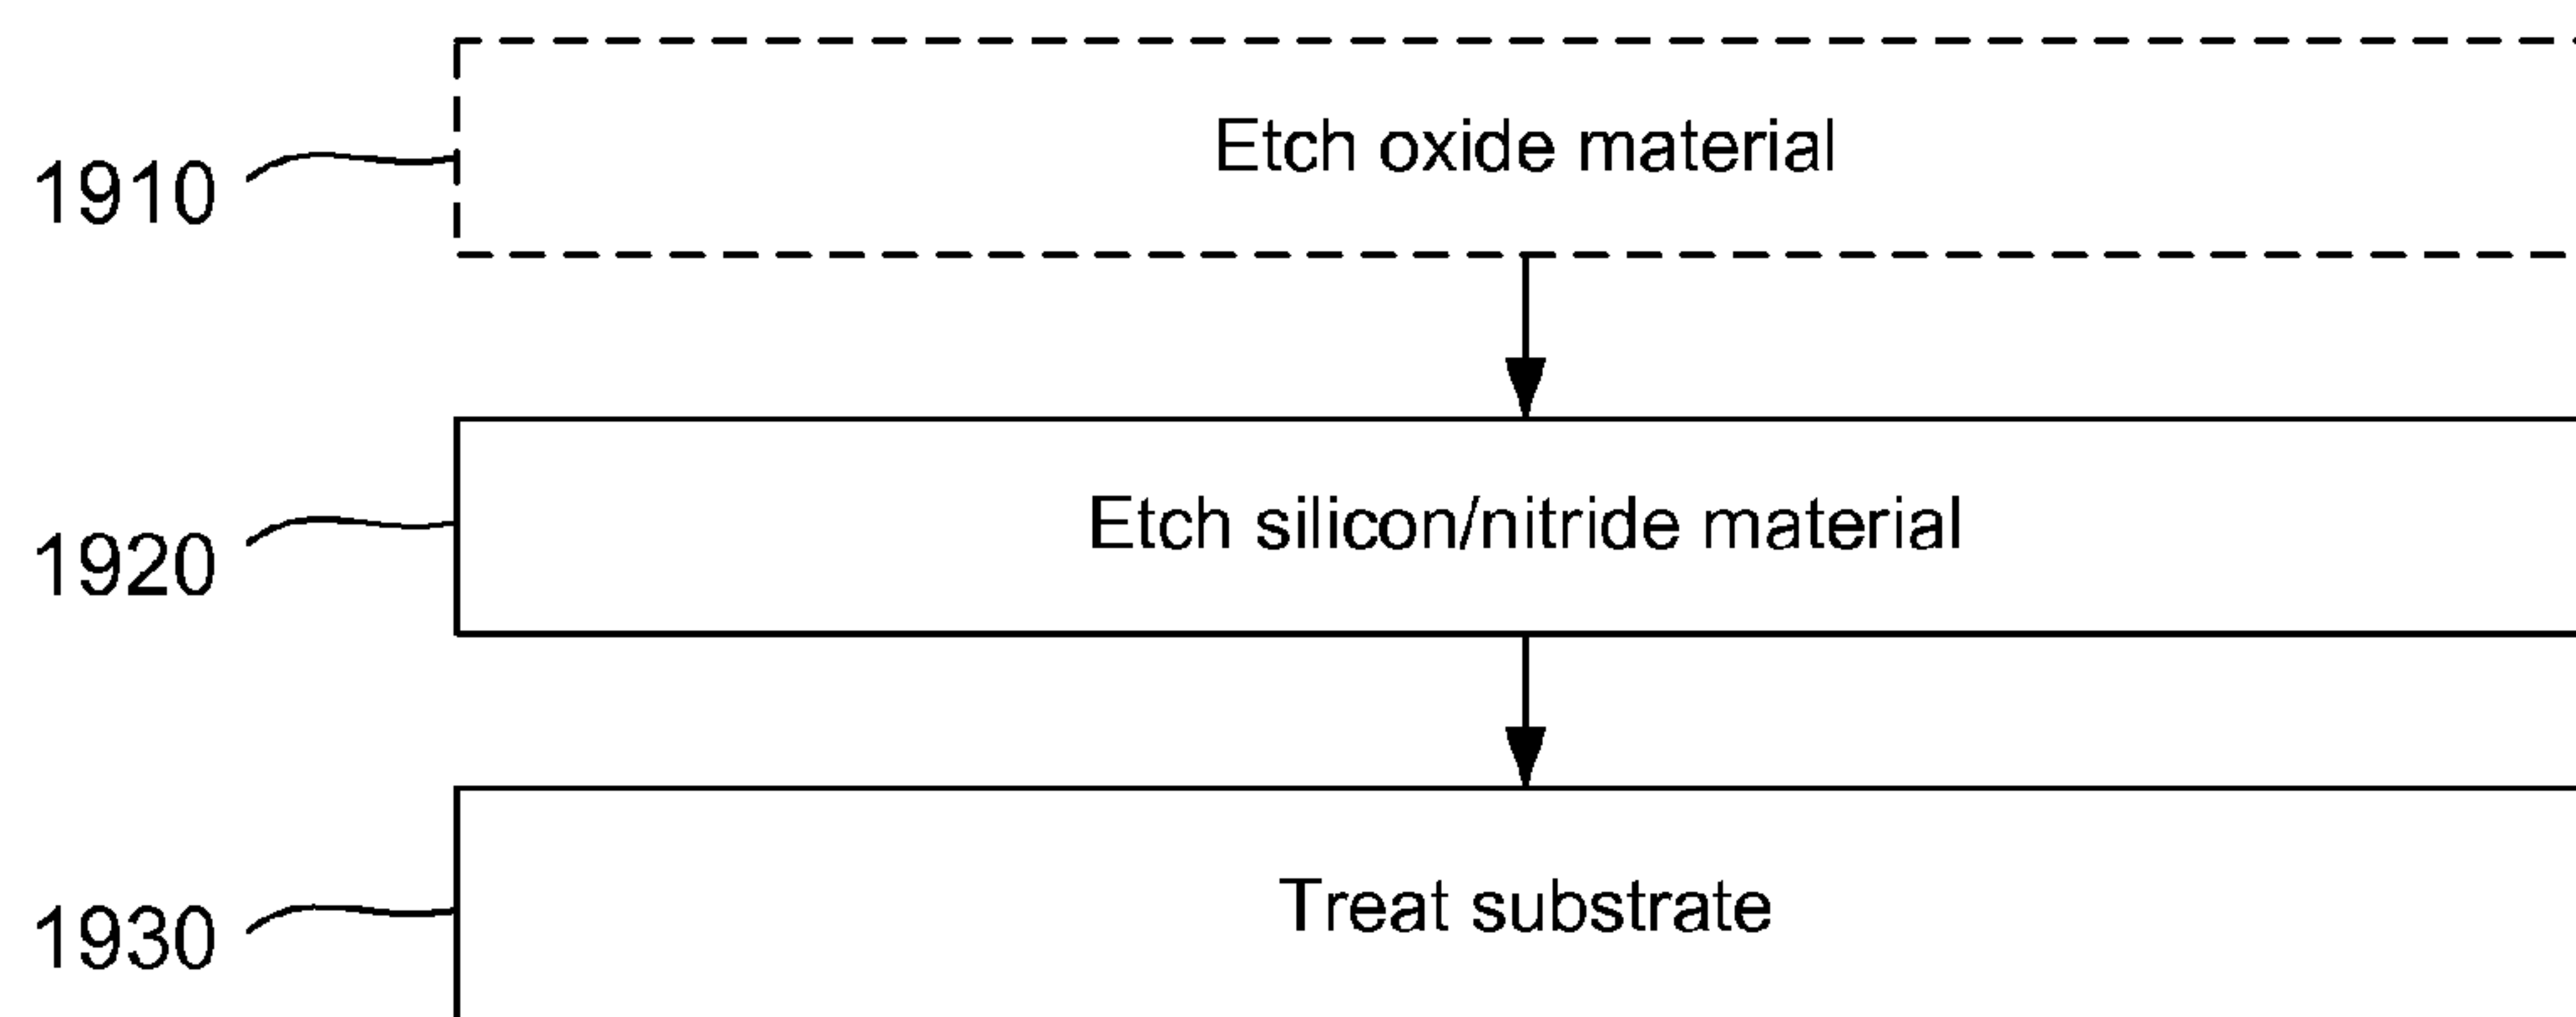 Etch oxide material
1910
Etch silicon/nitride material
1920
Treat substrate
1930